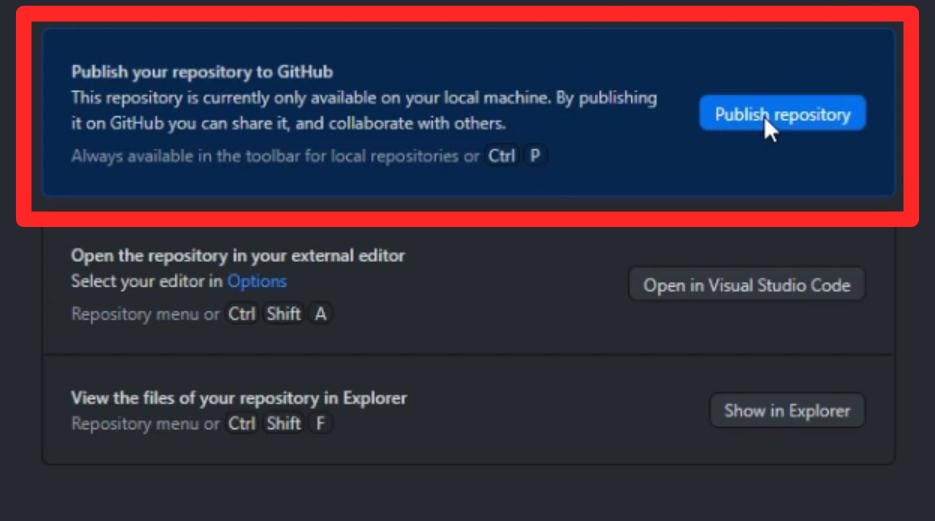 Publish your repository to GitHub
This repository is currently only available on your local machine. By publishing
it on GitHub you can share it, and collaborate with others.
Publish repository
Always available in the toolbar for local repositories or Ctrl P
Open the repository in your external editor
Select your editor in Options
Open in Visual Studio Code
Repository menu or Ctrl Shift A
View the files of your repository in Explorer
Repository menu or Ctrl Shift F
Show in Explorer